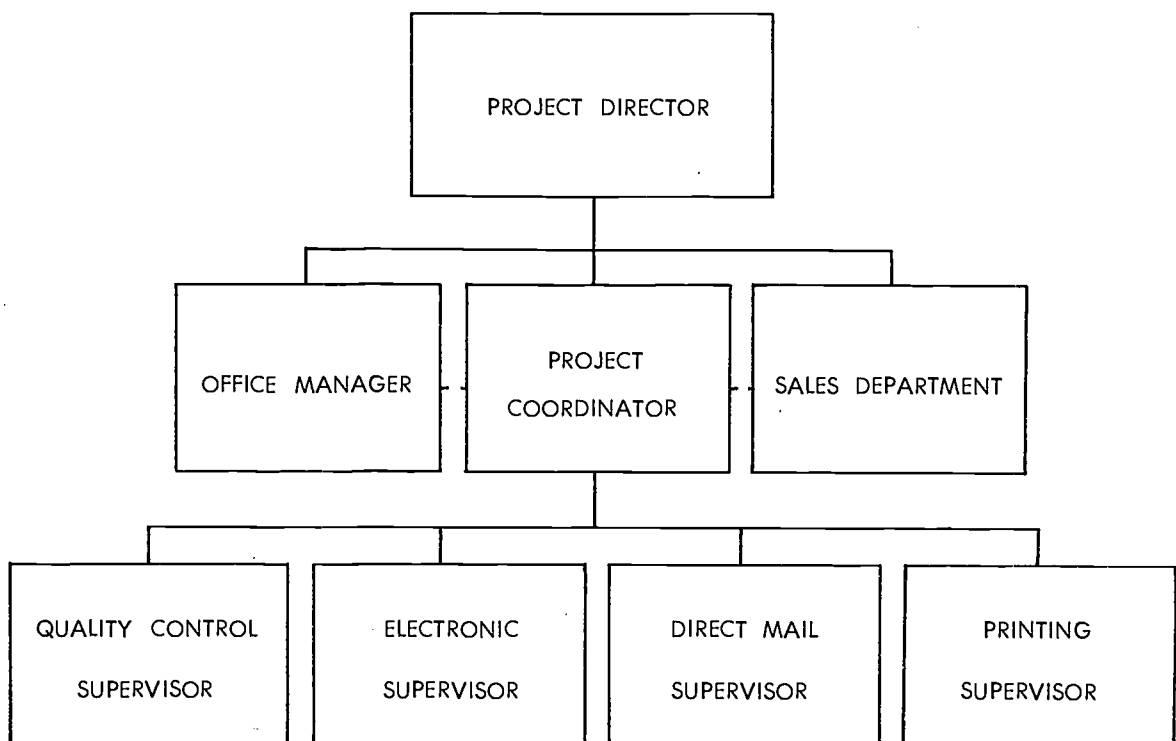 PROJECT DIRECTOR
OFFICE MANAGER
PROJECT
COORDINATOR
SALES DEPARTMENT
QUALITY CONTROL
SUPERVISOR
ELECTRONIC
SUPERVISOR
DIRECT MAIL
SUPERVISOR
PRINTING
SUPERVISOR